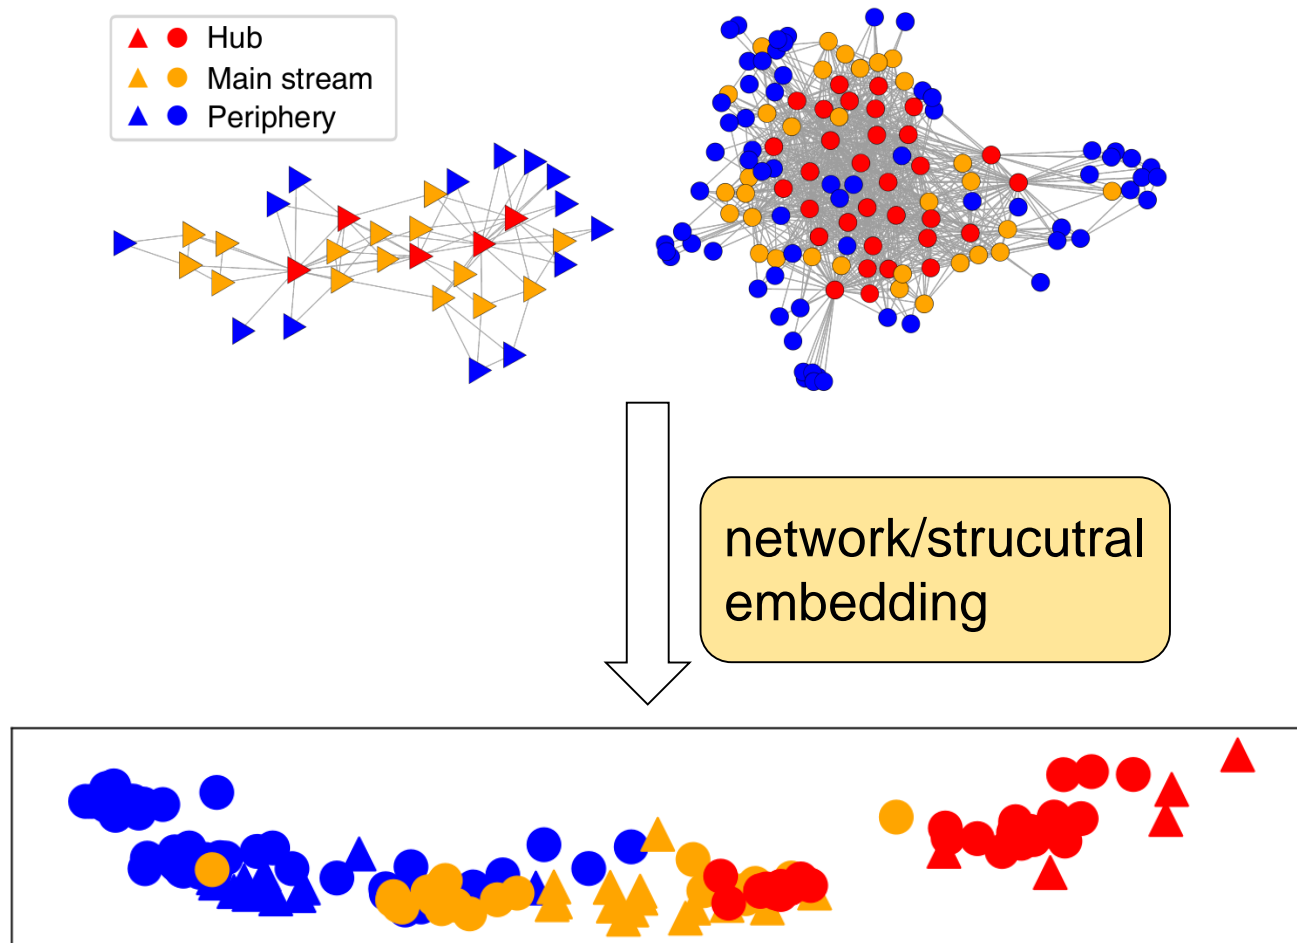 Hub
Main stream
Periphery
network/strucutral
embedding